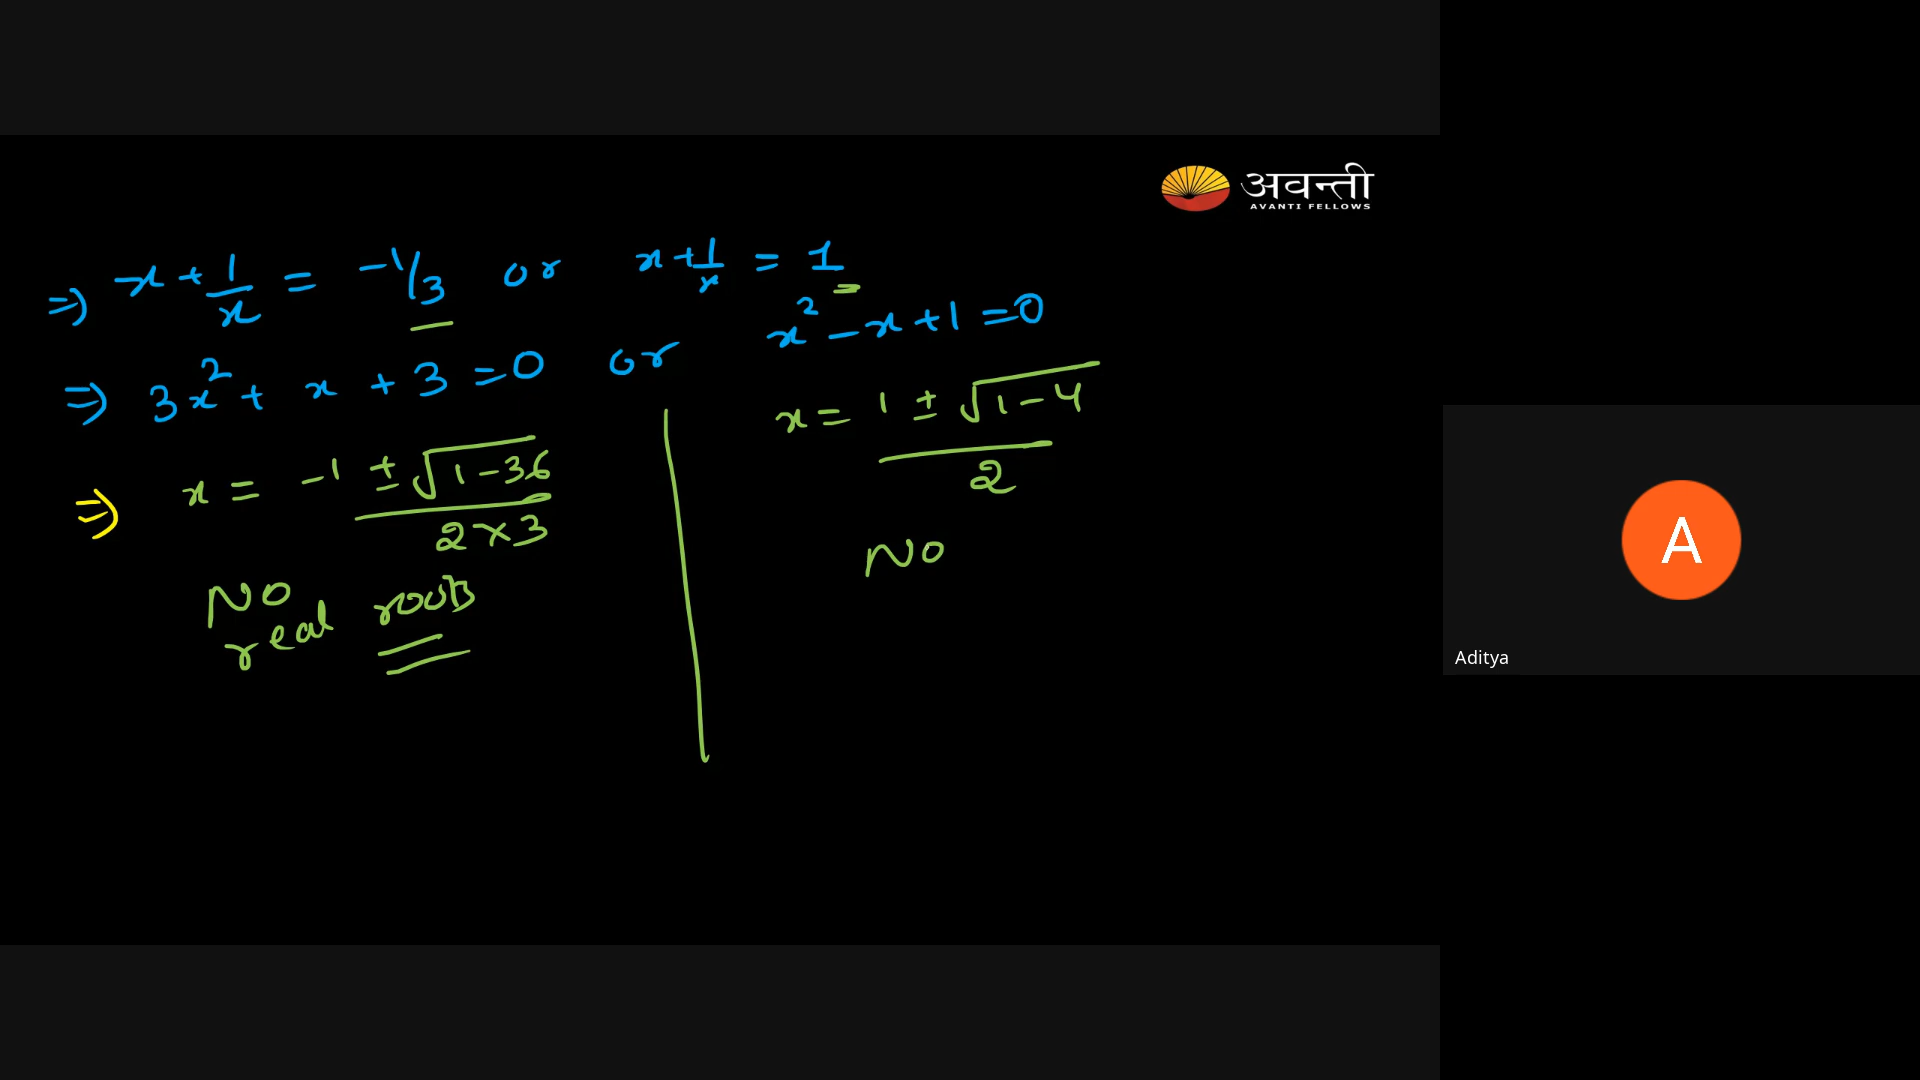 अवन्ती
AVANTI FELLOWS
⇒) x + 1/x = -1/3 or x + 1/x = 1
⇒) 3x² + x + 3 = 0 or x² - x + 1 = 0
⇒) x = -1 ± √1-36 / 2×3
x = 1 ± √1-4 / 2
NO
real roots
NO
A
Aditya